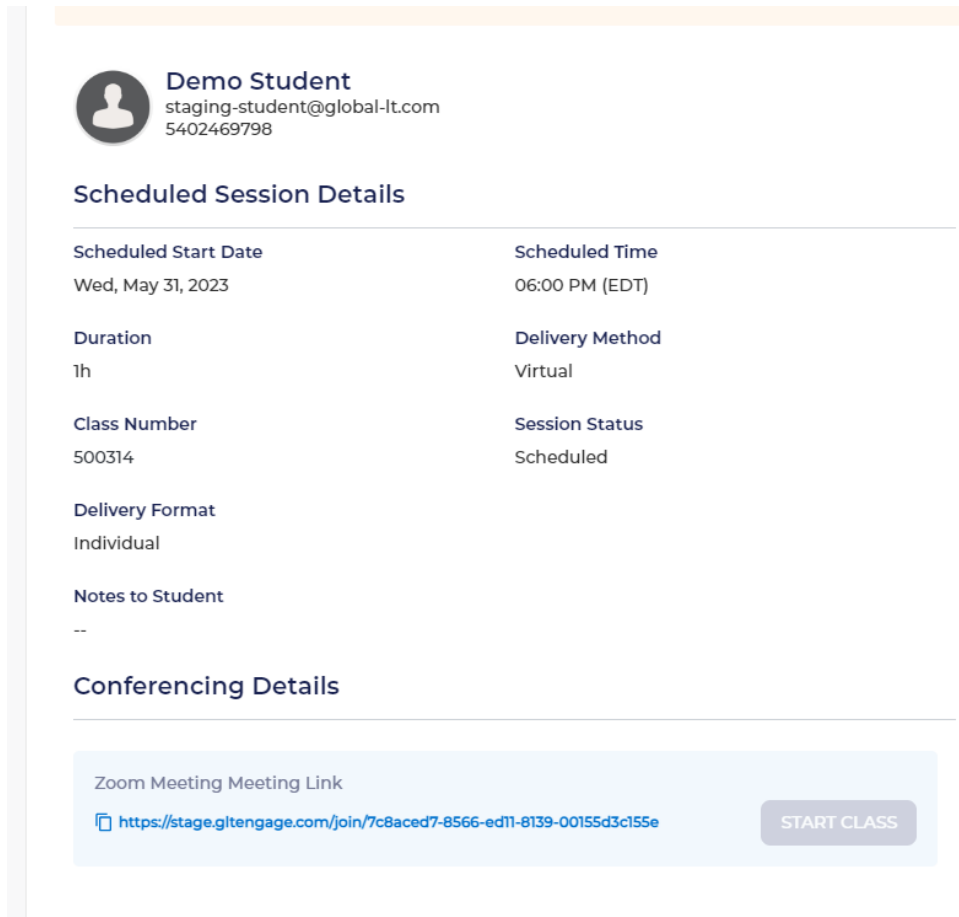 Demo Student
staging-student@global-lt.com
5402469798
Scheduled Session Details
Scheduled Start Date
Scheduled Time
Wed, May 31, 2023
06:00 PM (EDT)
Duration
Delivery Method
1h
Virtual
Class Number
Session Status
500314
Scheduled
Delivery Format
Individual
Notes to Student
--
Conferencing Details
Zoom Meeting Meeting Link
https://stage.gltengage.com/join/7c8aced7-8566-ed11-8139-00155d3c155e
START CLASS